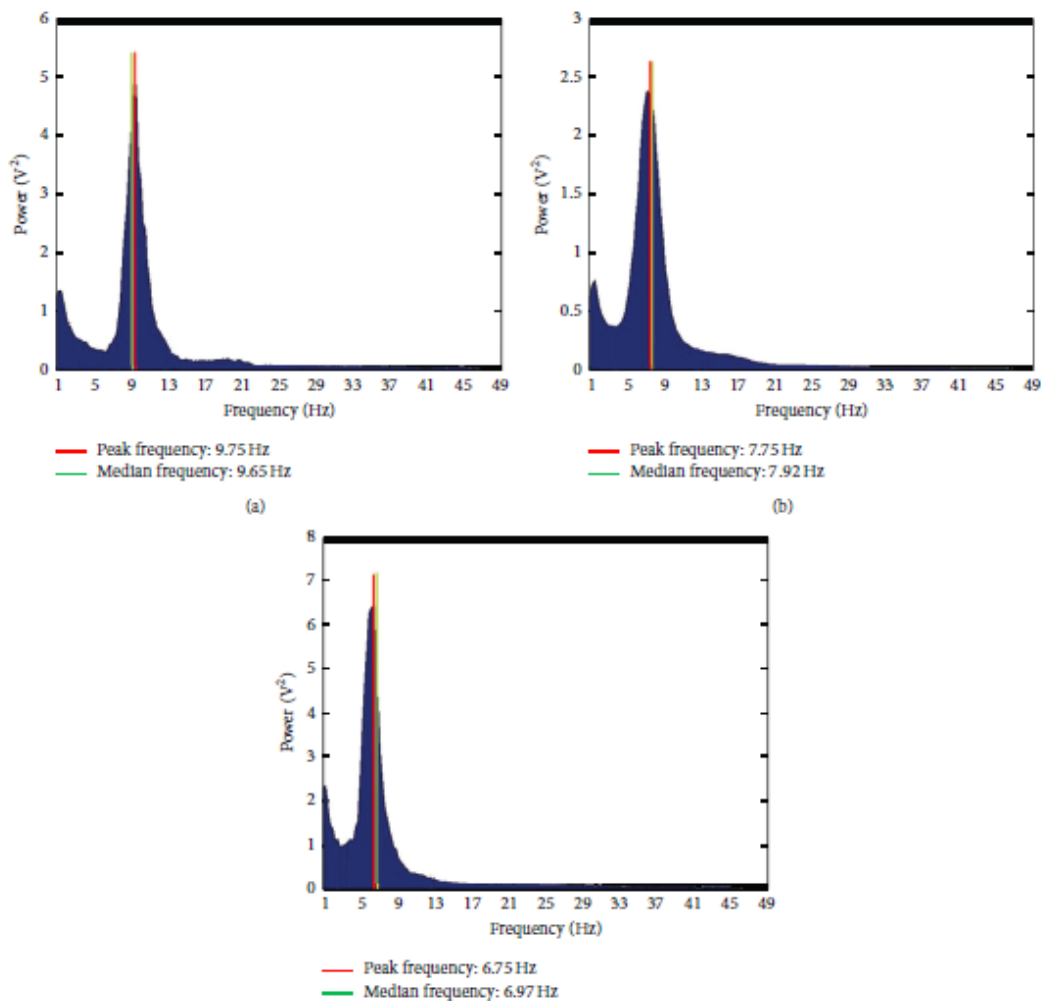 6
5
4
3
2
1
0
Power (V²)
1 5 9 13 17 21 25 29 33 37 41 45 49
Frequency (Hz)
Peak frequency: 9.75 Hz
Median frequency: 9.65 Hz
(a)
3
2.5
2
1.5
1
0.5
0
Power (V²)
1 5 9 13 17 21 25 29 33 37 41 45 49
Frequency (Hz)
Peak frequency: 7.75 Hz
Median frequency: 7.92 Hz
(b)
8
7
6
5
4
3
2
1
0
Power (V²)
1 5 9 13 17 21 25 29 33 37 41 45 49
Frequency (Hz)
Peak frequency: 6.75 Hz
Median frequency: 6.97 Hz